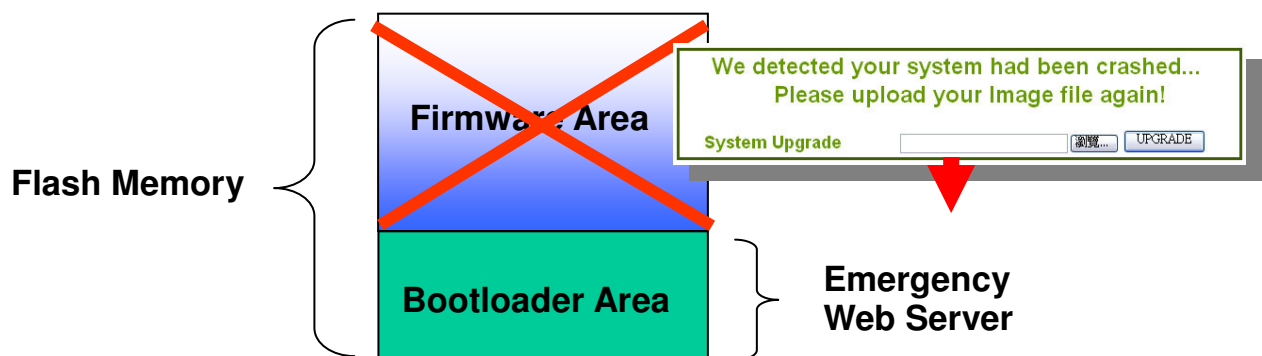 We detected your system had been crashed...
Please upload your Image file again!
System Upgrade
瀏覽...
UPGRADE
Firmware Area
Flash Memory
Bootloader Area
Emergency
Web Server